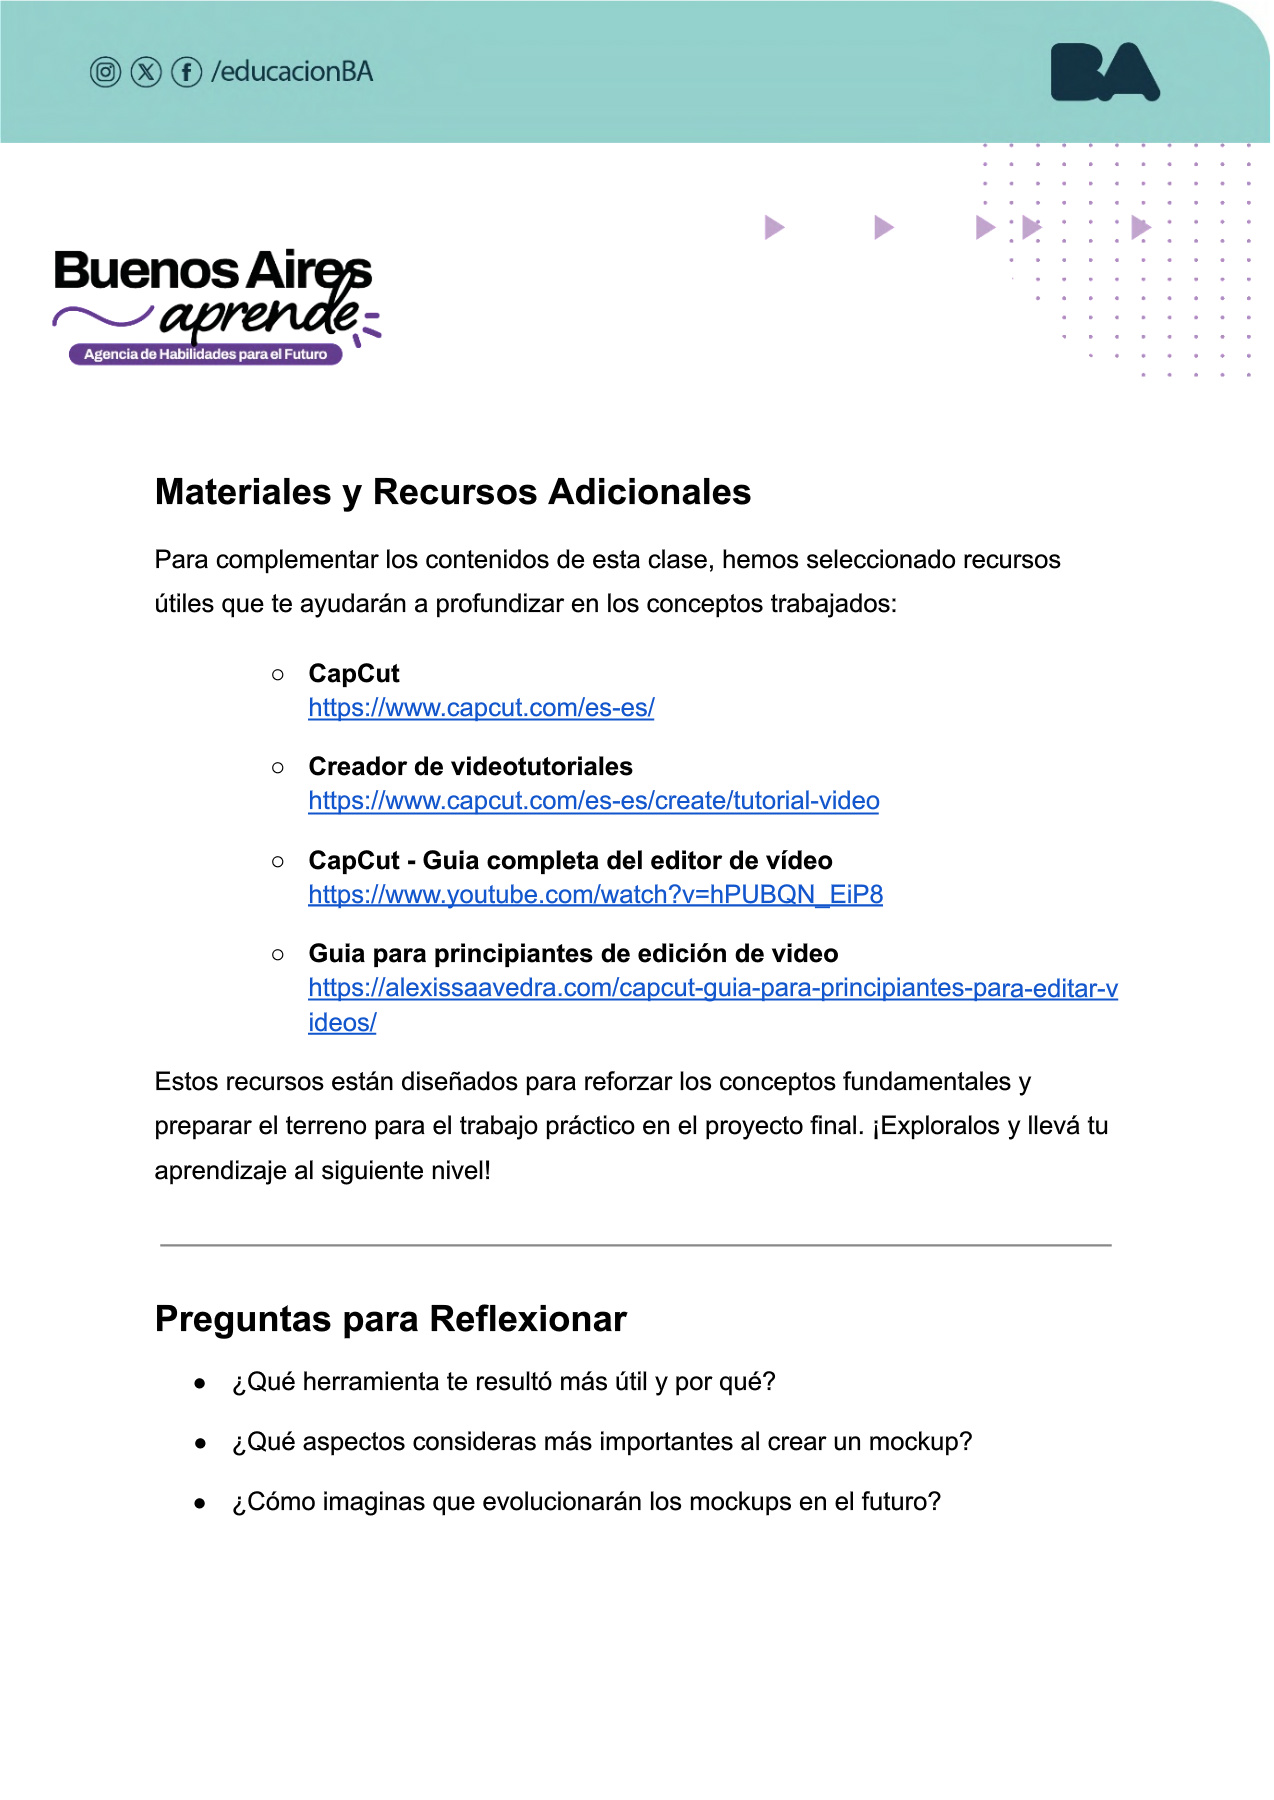 /educacionBA
BA
Buenos Aires
aprende
Agencia de Habilidades para el Futuro
Materiales y Recursos Adicionales
Para complementar los contenidos de esta clase, hemos seleccionado recursos
útiles que te ayudarán a profundizar en los conceptos trabajados:
○ CapCut
https://www.capcut.com/es-es/
○ Creador de videotutoriales
https://www.capcut.com/es-es/create/tutorial-video
○ CapCut - Guia completa del editor de vídeo
https://www.youtube.com/watch?v=hPUBQN_EiP8
○ Guia para principiantes de edición de video
https://alexissaavedra.com/capcut-guia-para-principiantes-para-editar-v
ideos/
Estos recursos están diseñados para reforzar los conceptos fundamentales y
preparar el terreno para el trabajo práctico en el proyecto final. ¡Exploralos y llevá tu
aprendizaje al siguiente nivel!
Preguntas para Reflexionar
● ¿Qué herramienta te resultó más útil y por qué?
● ¿Qué aspectos consideras más importantes al crear un mockup?
● ¿Cómo imaginas que evolucionarán los mockups en el futuro?